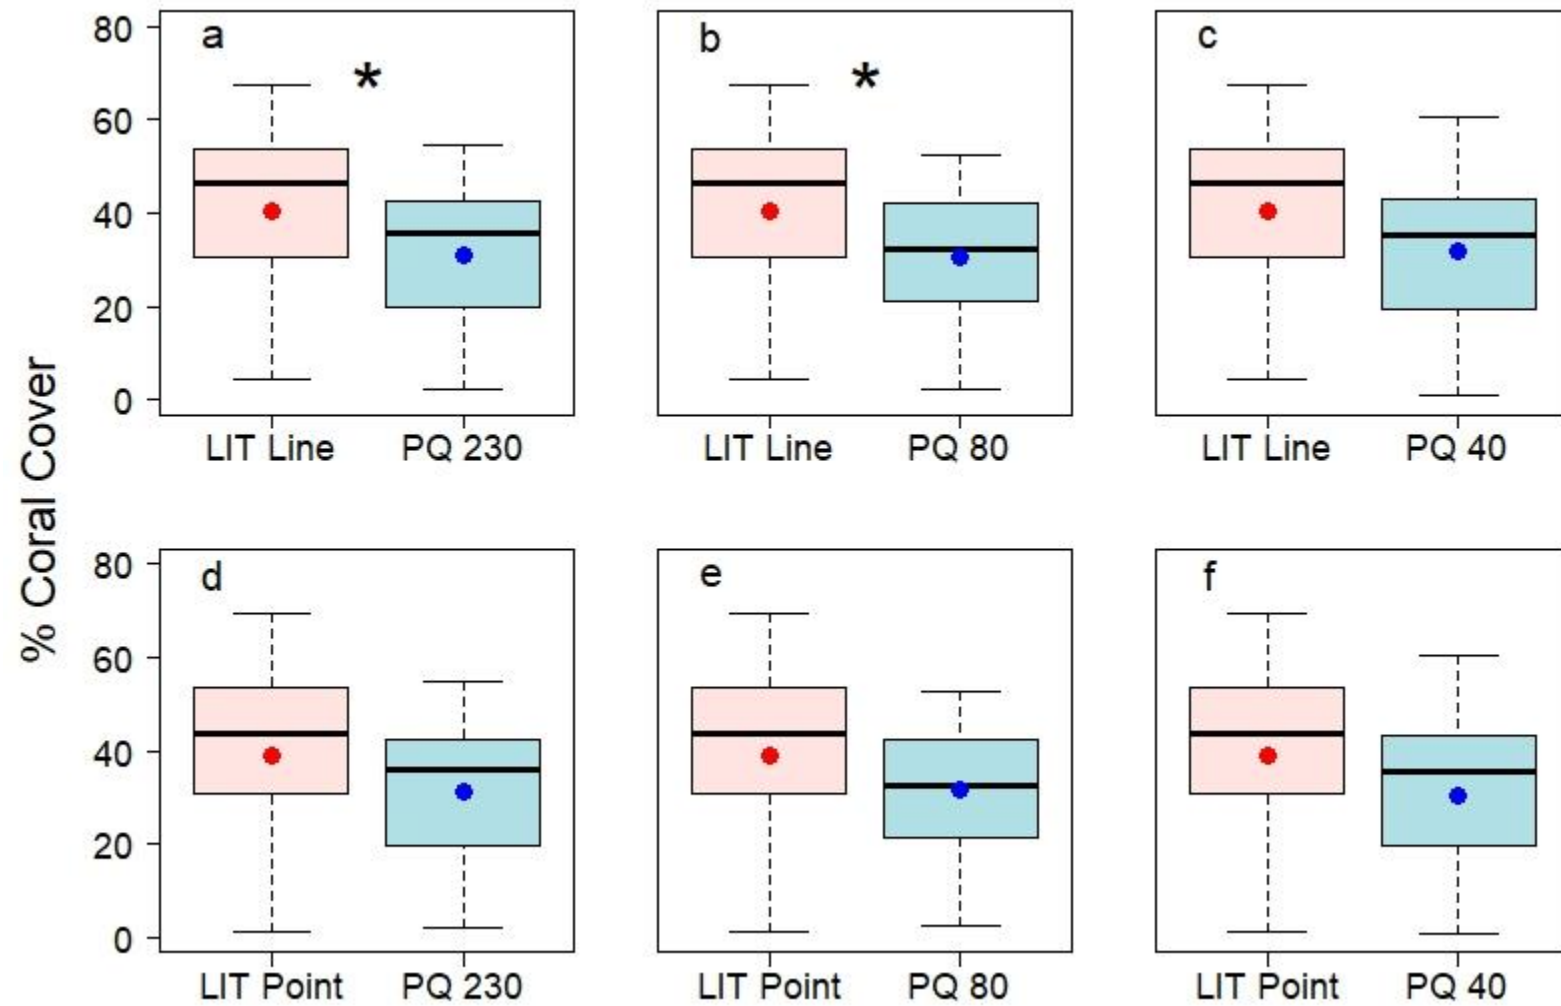 % Coral Cover
80
60
40
20
0
a
*
LIT Line PQ 230
b
*
LIT Line PQ 80
c
LIT Line PQ 40
80
60
40
20
0
d
LIT Point PQ 230
e
LIT Point PQ 80
f
LIT Point PQ 40